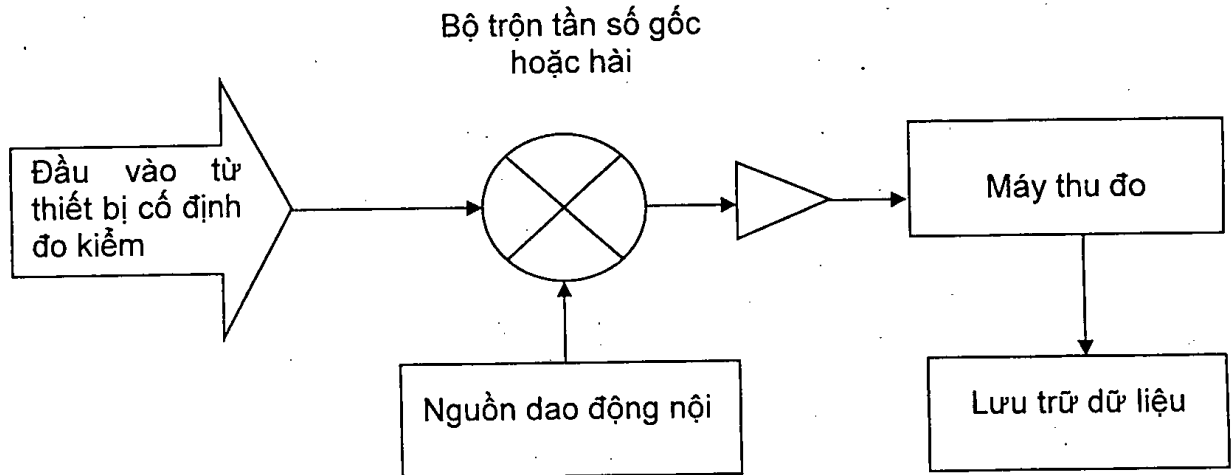 Bộ trộn tần số gốc
hoặc hài
Đầu vào từ
thiết bị cố định
đo kiểm
Máy thu đo
Nguồn dao động nội
Lưu trữ dữ liệu